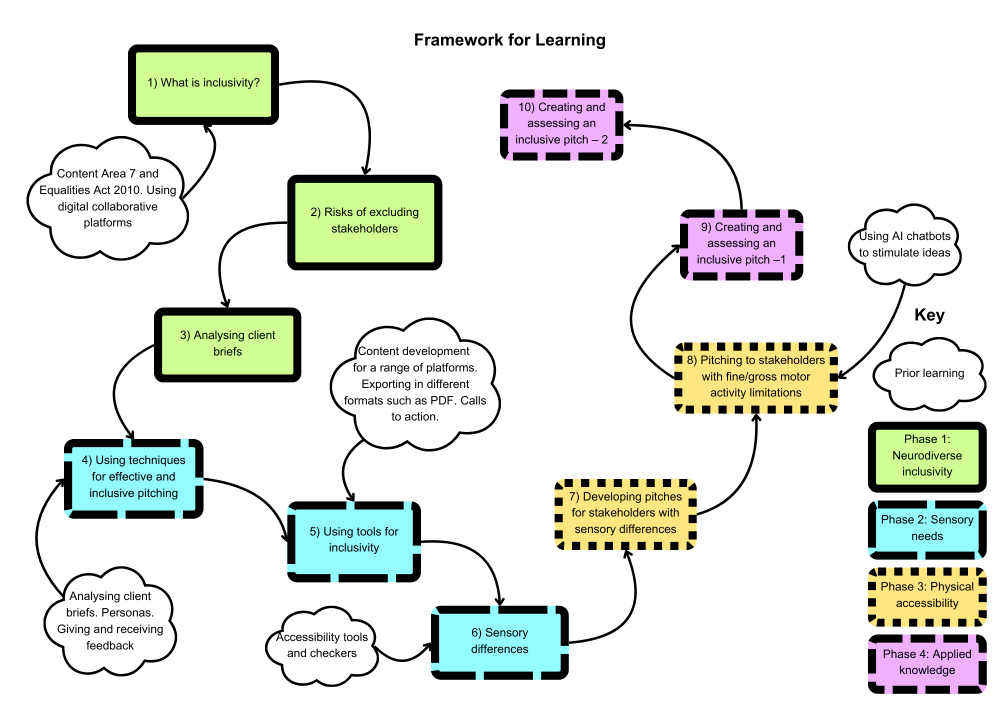 Framework for Learning
1) What is inclusivity?
Content Area 7 and
Equalities Act 2010. Using
digital collaborative
platforms
2) Risks of excluding
stakeholders
3) Analysing client
briefs
4) Using techniques
for effective and
inclusive pitching
Analysing client
briefs. Personas.
Giving and receiving
feedback
Content development
for a range of platforms.
Exporting in different
formats such as PDF. Calls
to action.
5) Using tools for
inclusivity
Accessibility tools
and checkers
6) Sensory
differences
7) Developing pitches
for stakeholders with
sensory differences
8) Pitching to stakeholders
with fine/gross motor
activity limitations
Using AI chatbots
to stimulate ideas
9) Creating and
assessing an
inclusive pitch –1
10) Creating and
assessing an
inclusive pitch – 2
Key
Prior learning
Phase 1:
Neurodiverse
inclusivity
Phase 2: Sensory
needs
Phase 3: Physical
accessibility
Phase 4: Applied
knowledge